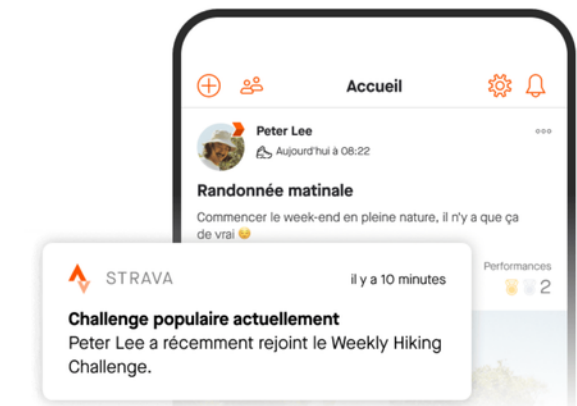 Accueil
Peter Lee
Aujourd'hui à 08:22
Randonnée matinale
Commencer le week-end en pleine nature, il n'y a que ça
de vrai 😌
Performances
2
STRAVA
il y a 10 minutes
Challenge populaire actuellement
Peter Lee a récemment rejoint le Weekly Hiking
Challenge.